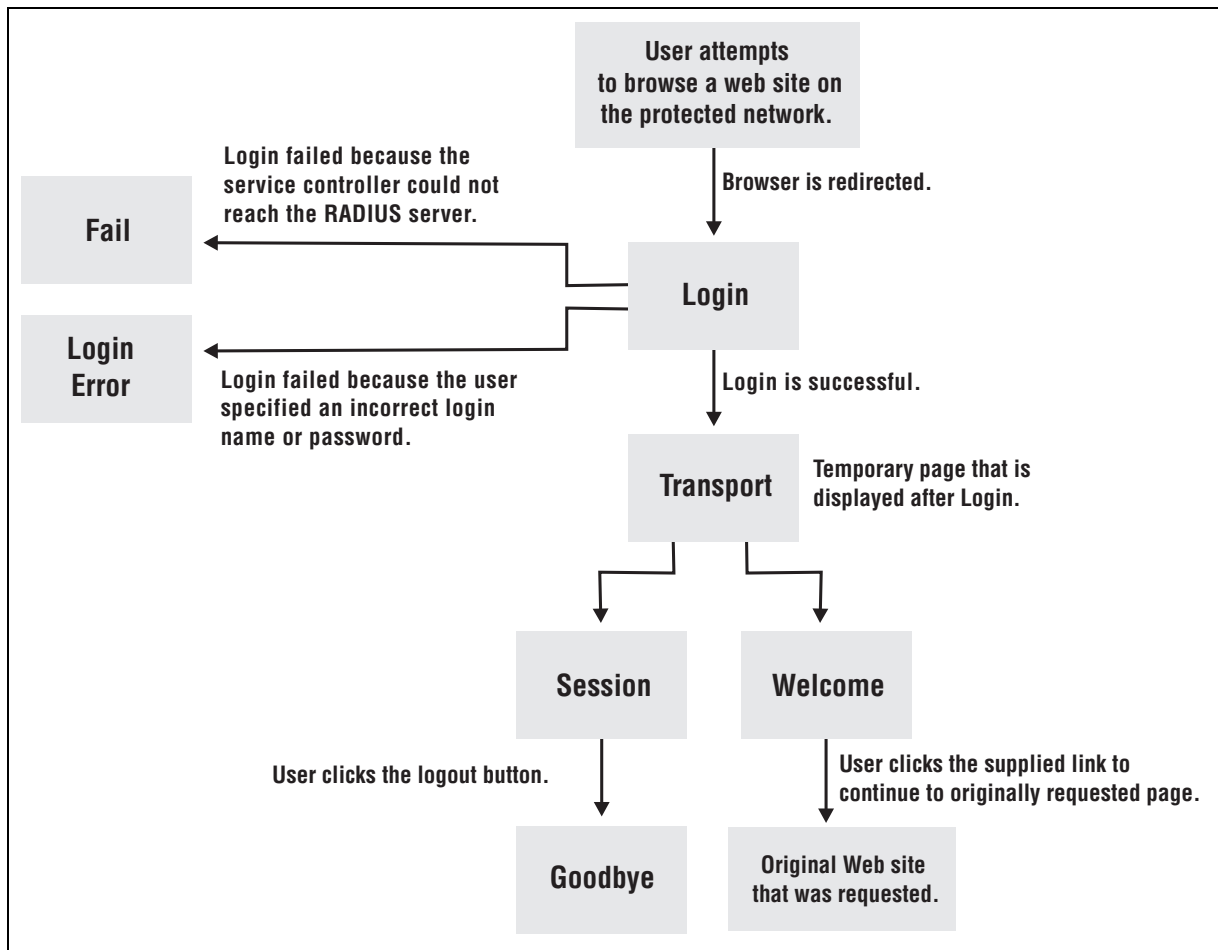 User attempts
to browse a web site on
the protected network.
Browser is redirected.
Login failed because the
service controller could not
reach the RADIUS server.
Fail
Login
Login
Error
Login failed because the user
specified an incorrect login
name or password.
Login is successful.
Transport
Temporary page that is
displayed after Login.
Session
Welcome
User clicks the logout button.
User clicks the supplied link to
continue to originally requested page.
Goodbye
Original Web site
that was requested.